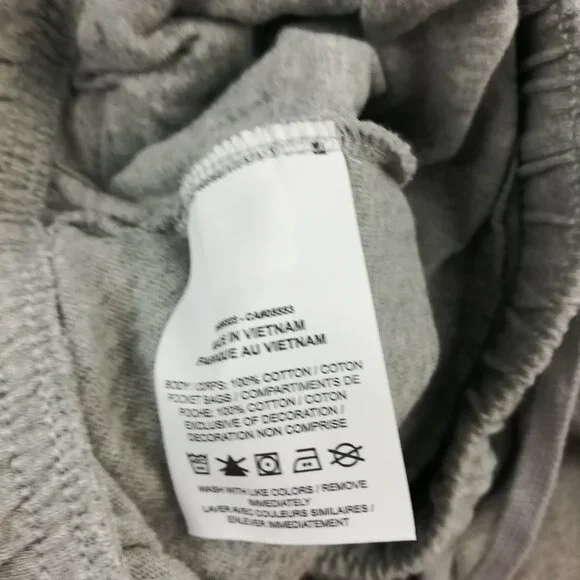 IN VIETNAM
FABRIQUE AU VIETNAM
BODY / CORPS: 100% COTTON / COTON
POCKET BAGS / COMPARTIMENTS DE
POCHE: 100% COTTON / COTON
EXCLUSIVE OF DECORATION /
DECORATION NON COMPRISE
WASH WITH LIKE COLORS / REMOVE
IMMEDIATELY
LAVER AVEC COULEURS SIMILAIRES /
ENLEVER IMMEDIATEMENT